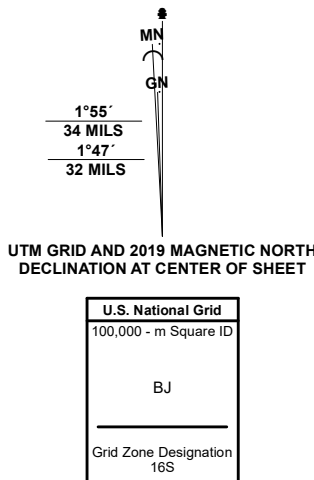 MN
GN
1°55´
34 MILS
1°47´
32 MILS
UTM GRID AND 2019 MAGNETIC NORTH
DECLINATION AT CENTER OF SHEET
U.S. National Grid
100,000 - m Square ID
BJ
Grid Zone Designation
16S